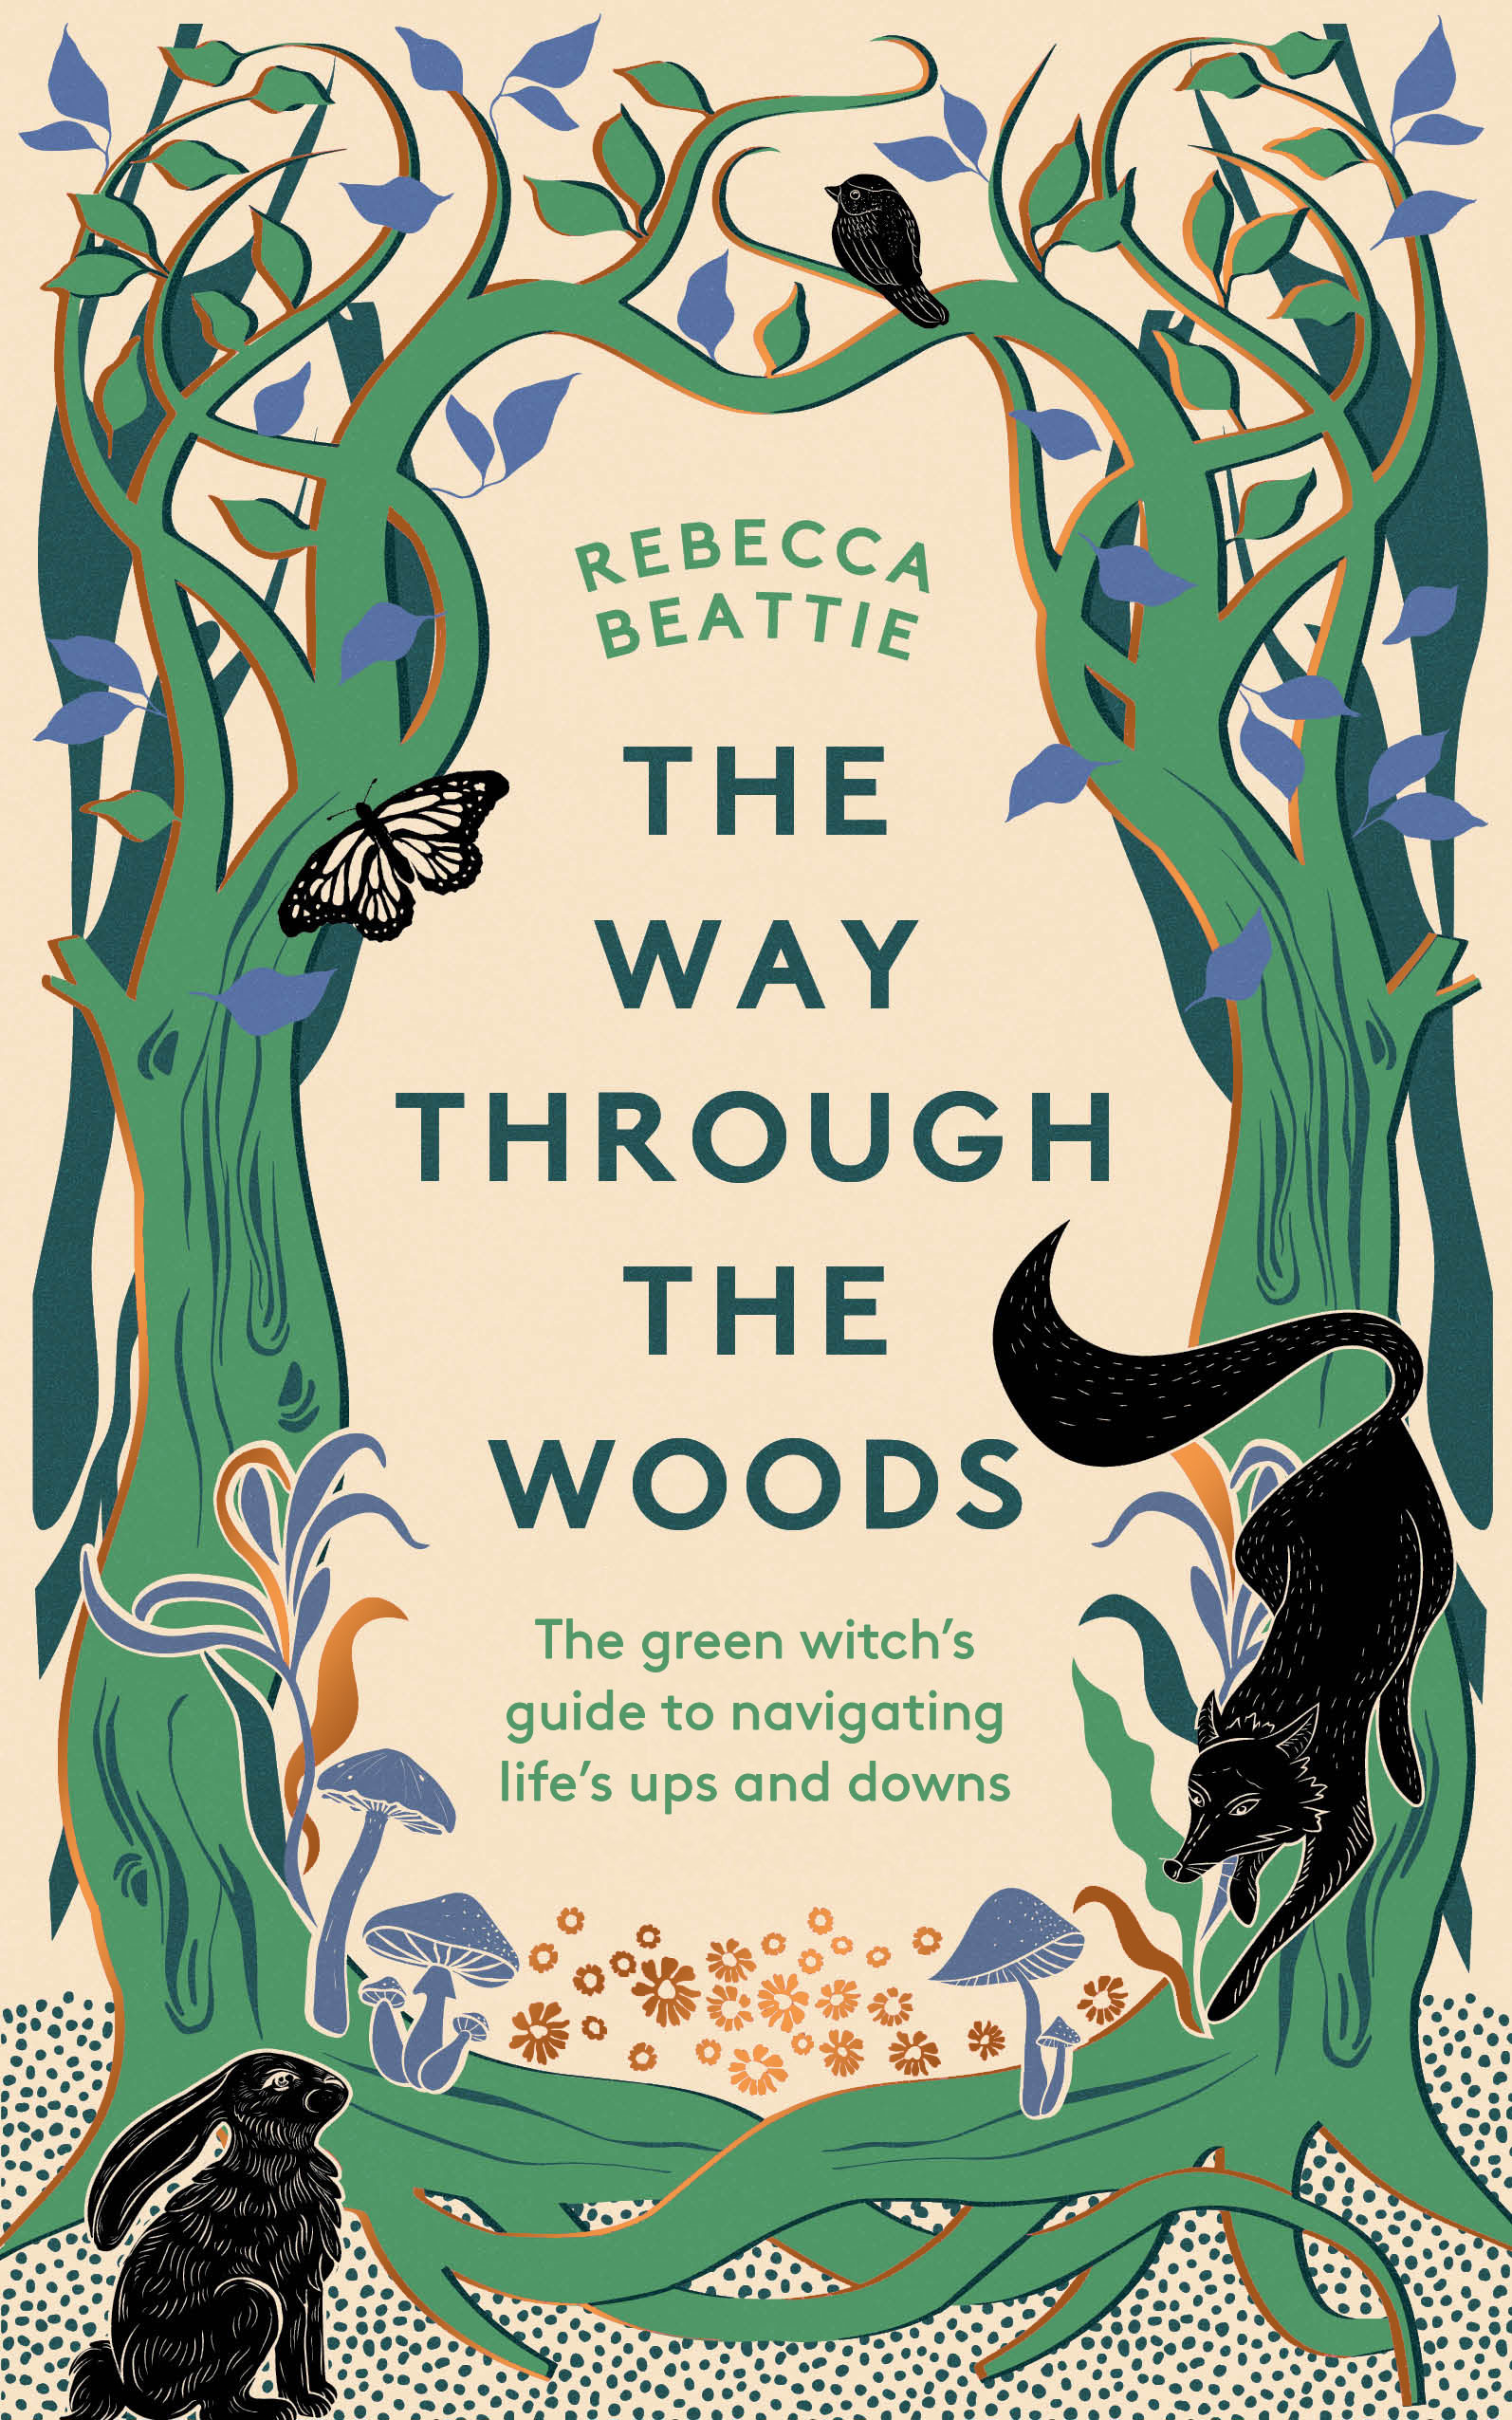 REBECCA
BEATTIE
THE
WAY
THROUGH
THE
WOODS
The green witch’s
guide to navigating
life’s ups and downs